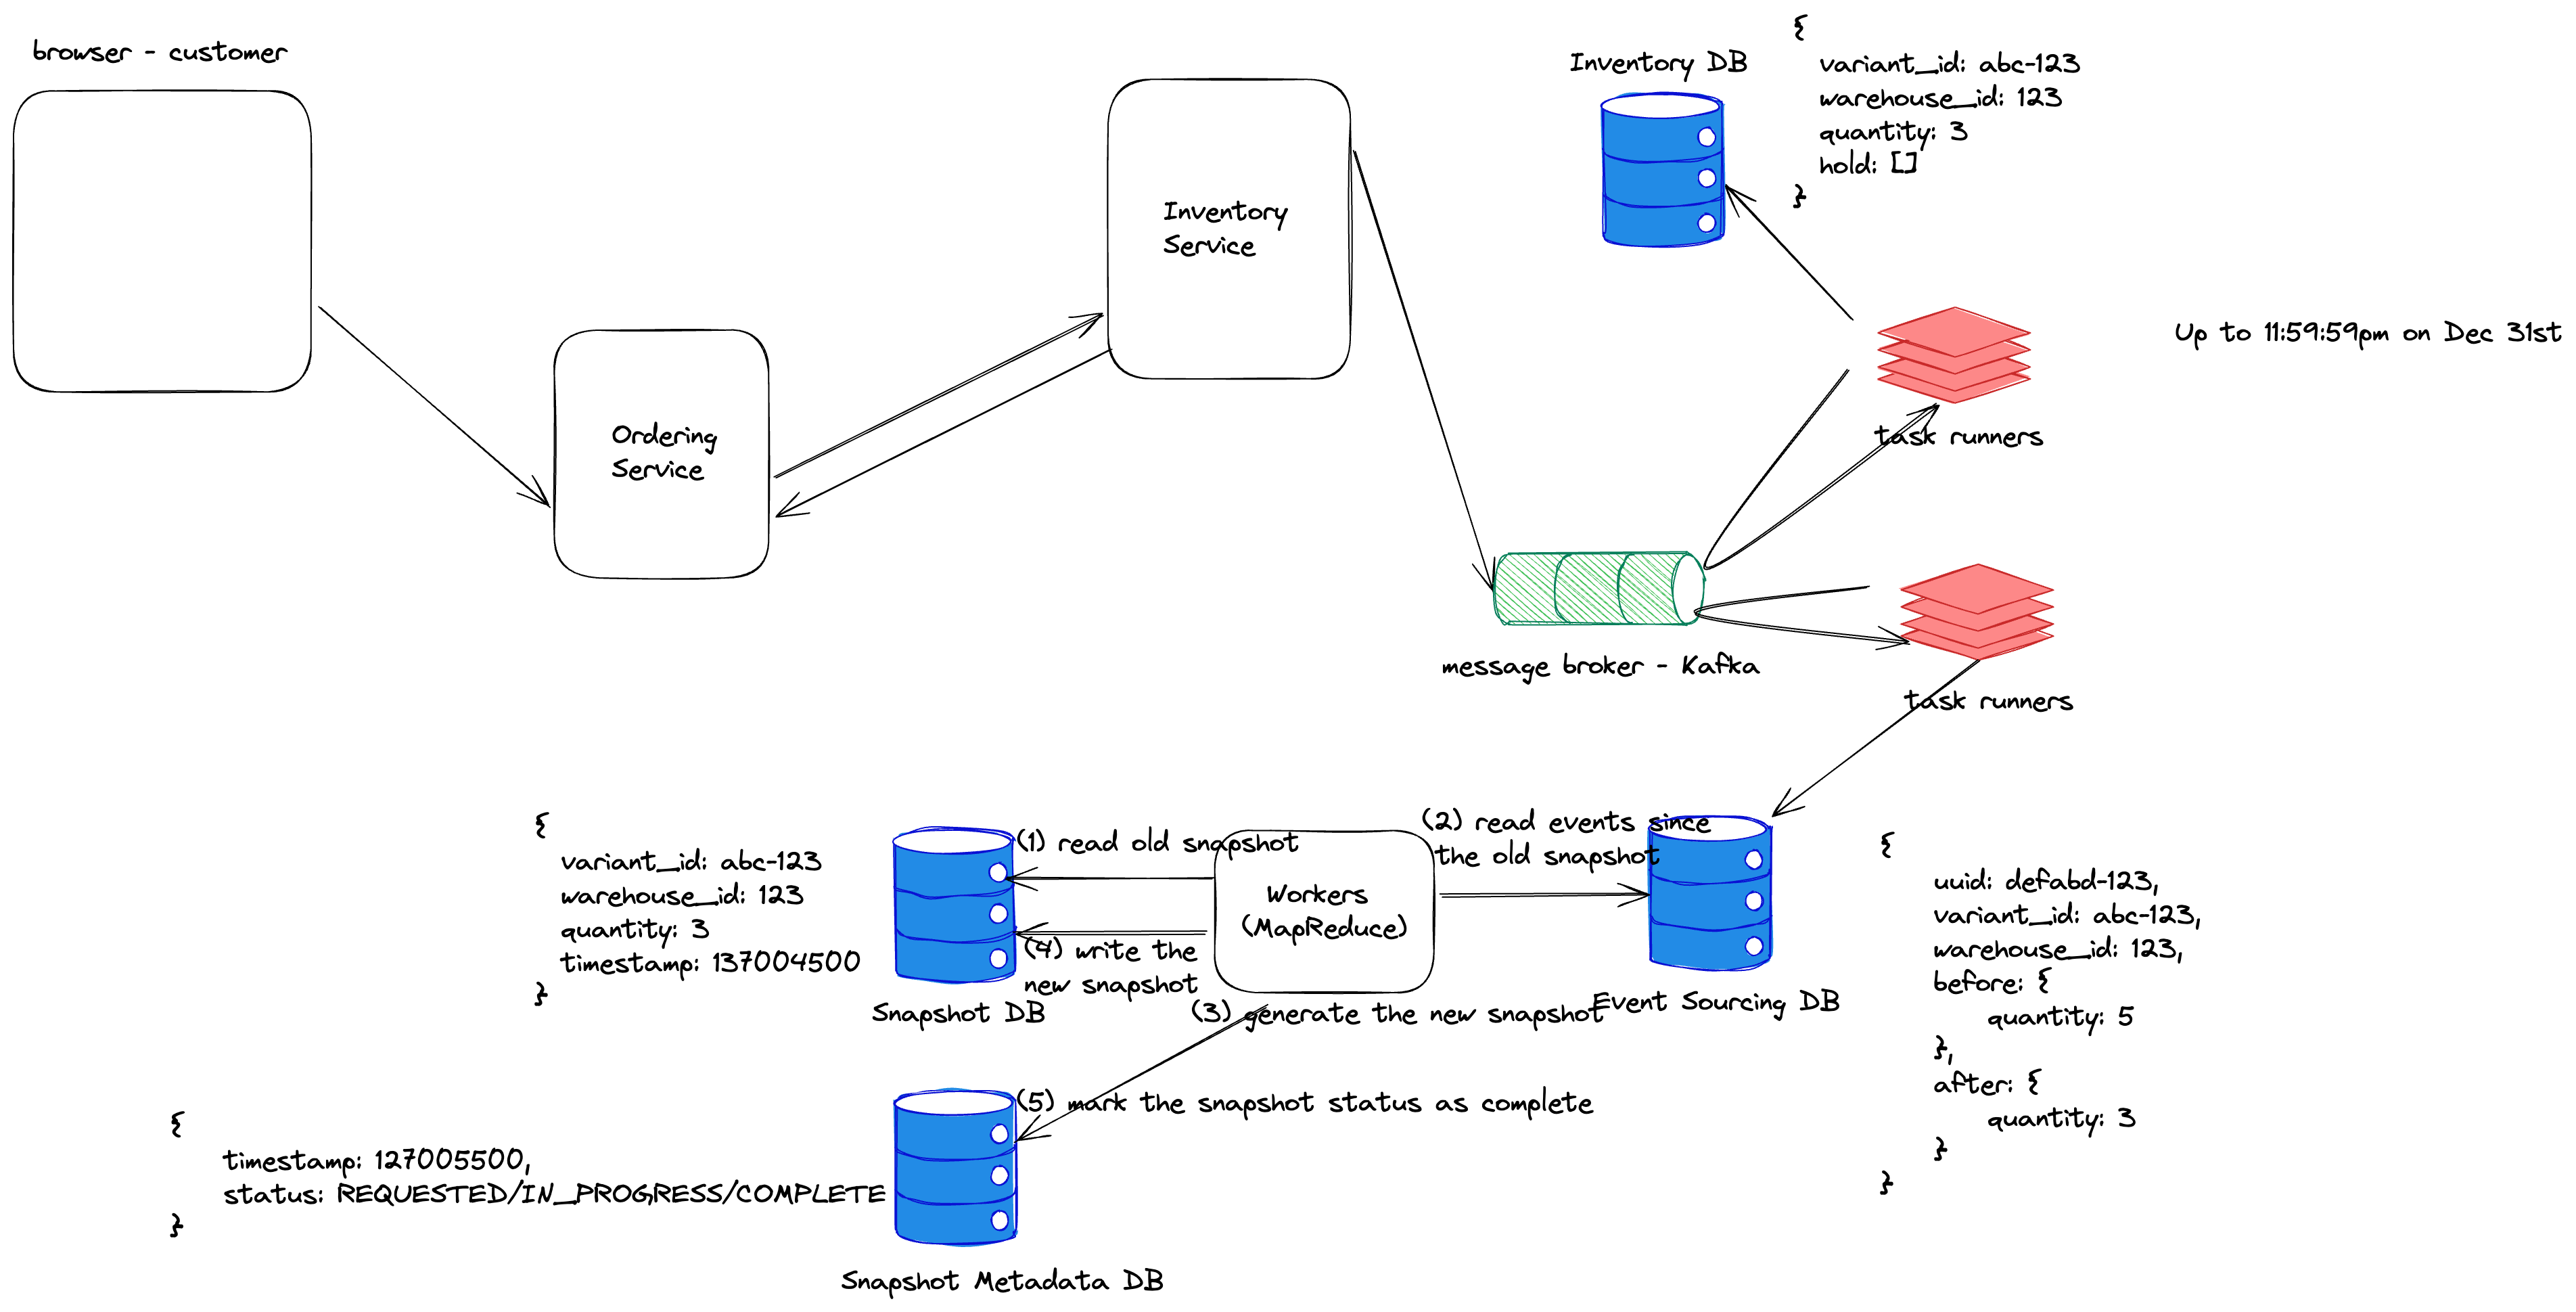 browser - customer
Inventory DB
{
variant_id: abc-123
warehouse_id: 123
quantity: 3
hold: []
}
Inventory
Service
Up to 11:59:59pm on Dec 31st
Ordering
Service
task runners
message broker - Kafka
task runners
{
variant_id: abc-123
warehouse_id: 123
quantity: 3
timestamp: 137004500
}
Snapshot DB
(1) read old snapshot
Workers
(MapReduce)
(2) read events since
the old snapshot
(4) write the
new snapshot
(3) generate the new snapshot
Event Sourcing DB
{
uuid: defabd-123,
variant_id: abc-123,
warehouse_id: 123,
before: {
quantity: 5
},
after: {
quantity: 3
}
}
(5) mark the snapshot status as complete
{
timestamp: 127005500,
status: REQUESTED/IN_PROGRESS/COMPLETE
}
Snapshot Metadata DB